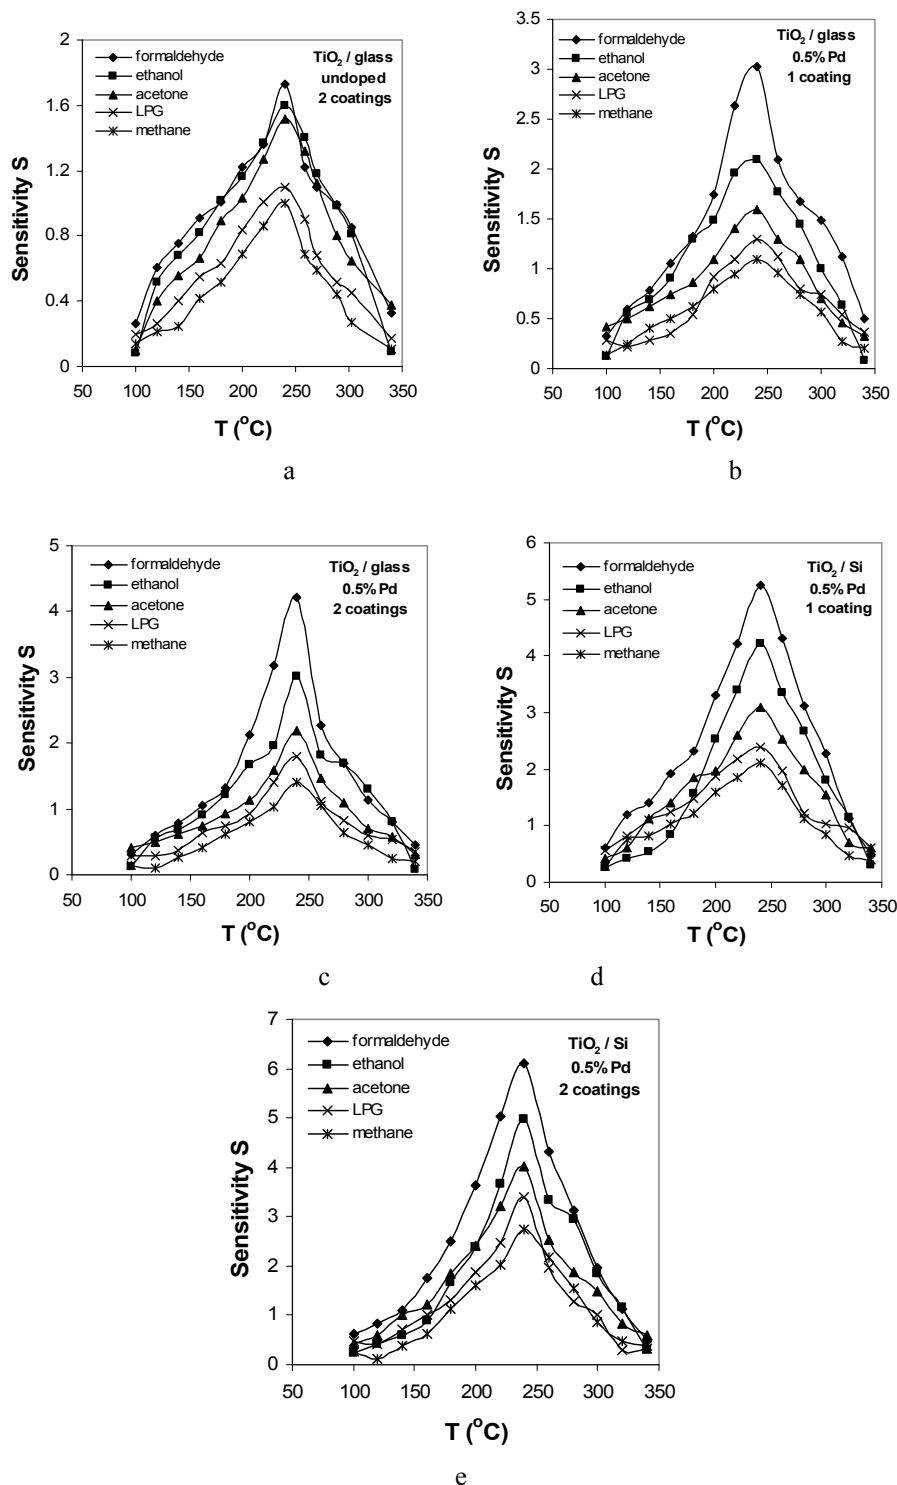 2
1.6
1.2
0.8
0.4
0
Sensitivity S
formaldehyde
ethanol
acetone
LPG
methane
TiO2 / glass
undoped
2 coatings
50 100 150 200 250 300 350
T (oC)
a
3.5
3
2.5
2
1.5
1
0.5
0
Sensitivity S
formaldehyde
ethanol
acetone
LPG
methane
TiO2 / glass
0.5% Pd
1 coating
50 100 150 200 250 300 350
T (oC)
b
5
4
3
2
1
0
Sensitivity S
formaldehyde
ethanol
acetone
LPG
methane
TiO2 / glass
0.5% Pd
2 coatings
50 100 150 200 250 300 350
T (oC)
c
6
5
4
3
2
1
0
Sensitivity S
formaldehyde
ethanol
acetone
LPG
methane
TiO2 / Si
0.5% Pd
1 coating
50 100 150 200 250 300 350
T (oC)
d
7
6
5
4
3
2
1
0
Sensitivity S
formaldehyde
ethanol
acetone
LPG
methane
TiO2 / Si
0.5% Pd
2 coatings
50 100 150 200 250 300 350
T (oC)
e